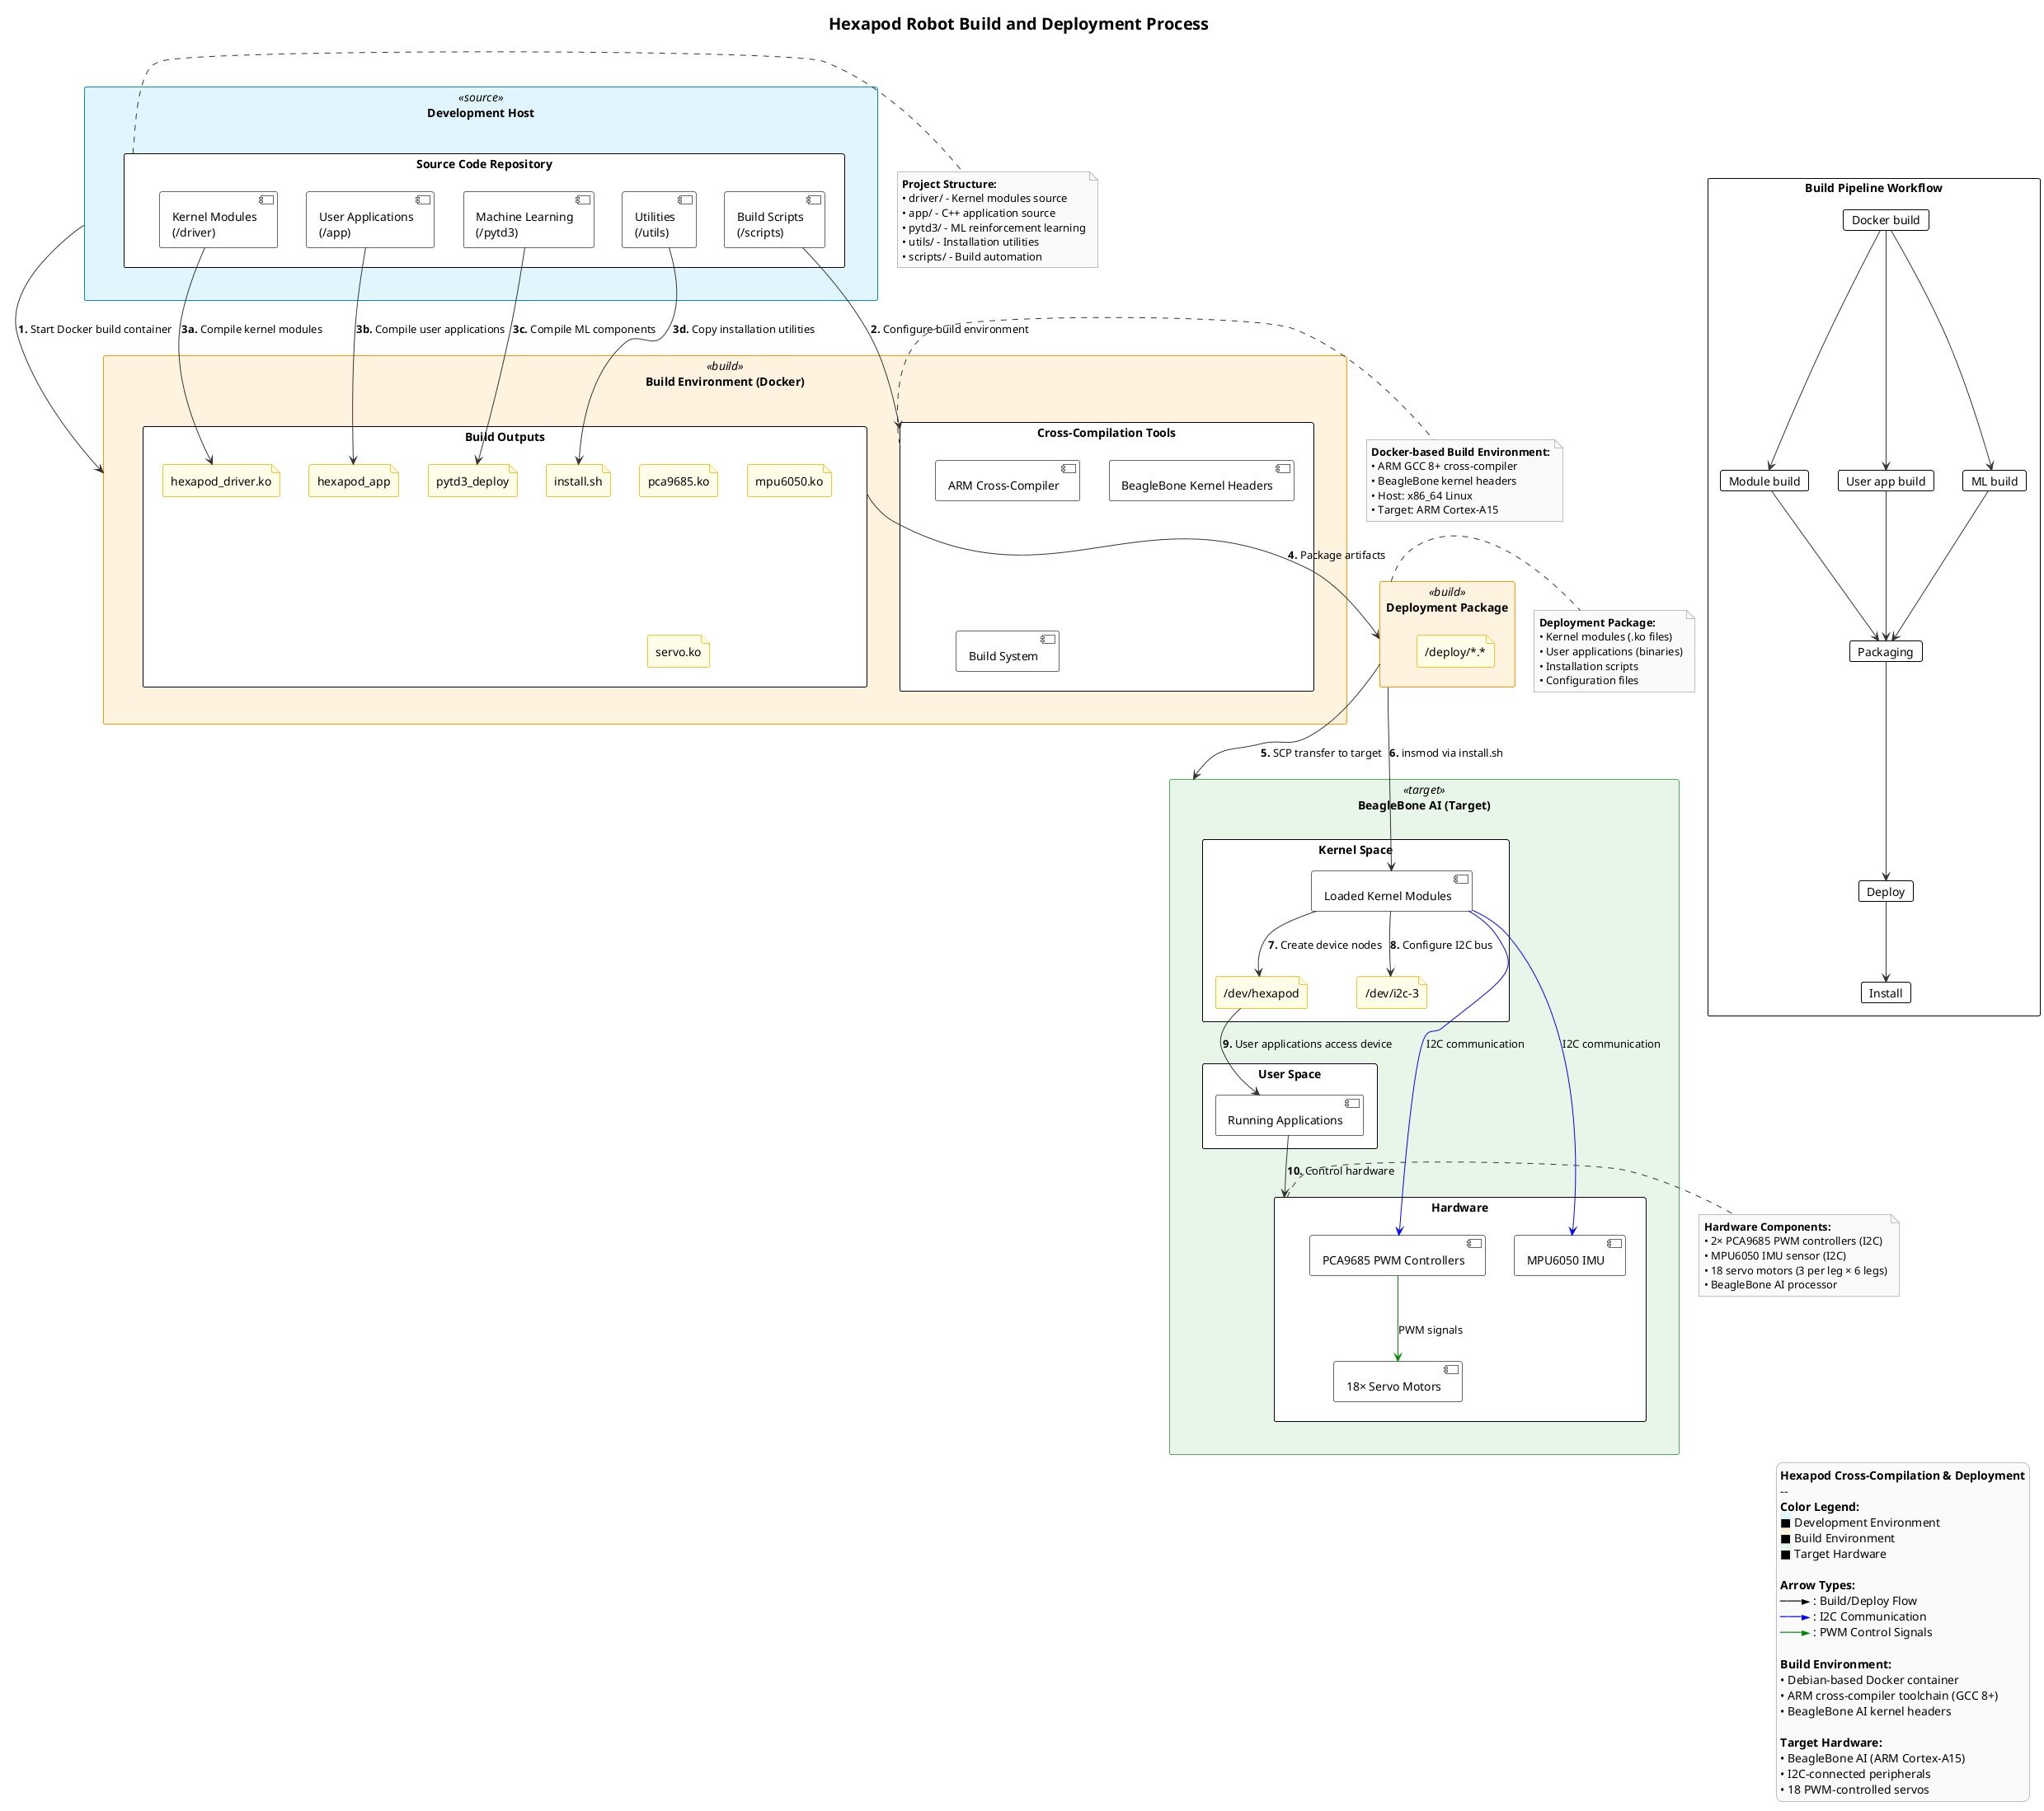 Hexapod Robot Build and Deployment Process
«source»
Development Host
Source Code Repository
Kernel Modules
(/driver)
User Applications
(/app)
Machine Learning
(/pytd3)
Utilities
(/utils)
Build Scripts
(/scripts)
Project Structure:
• driver/ - Kernel modules source
• app/ - C++ application source
• pytd3/ - ML reinforcement learning
• utils/ - Installation utilities
• scripts/ - Build automation
1. Start Docker build container
3a. Compile kernel modules
3b. Compile user applications
3c. Compile ML components
3d. Copy installation utilities
2. Configure build environment
«build»
Build Environment (Docker)
Build Outputs
hexapod_driver.ko
hexapod_app
pytd3_deploy
install.sh
pca9685.ko
mpu6050.ko
servo.ko
Cross-Compilation Tools
ARM Cross-Compiler
BeagleBone Kernel Headers
Build System
Docker-based Build Environment:
• ARM GCC 8+ cross-compiler
• BeagleBone kernel headers
• Host: x86_64 Linux
• Target: ARM Cortex-A15
4. Package artifacts
«build»
Deployment Package
/deploy/*.*
Deployment Package:
• Kernel modules (.ko files)
• User applications (binaries)
• Installation scripts
• Configuration files
5. SCP transfer to target
6. insmod via install.sh
«target»
BeagleBone AI (Target)
Kernel Space
Loaded Kernel Modules
7. Create device nodes
8. Configure I2C bus
/dev/hexapod
/dev/i2c-3
9. User applications access device
I2C communication
I2C communication
User Space
Running Applications
10. Control hardware
Hardware
PCA9685 PWM Controllers
MPU6050 IMU
PWM signals
18× Servo Motors
Hardware Components:
• 2× PCA9685 PWM controllers (I2C)
• MPU6050 IMU sensor (I2C)
• 18 servo motors (3 per leg × 6 legs)
• BeagleBone AI processor
Build Pipeline Workflow
Docker build
Module build
User app build
ML build
Packaging
Deploy
Install
Hexapod Cross-Compilation & Deployment
--
Color Legend:
■ Development Environment
■ Build Environment
■ Target Hardware
Arrow Types:
───► : Build/Deploy Flow
───► : I2C Communication
───► : PWM Control Signals
Build Environment:
• Debian-based Docker container
• ARM cross-compiler toolchain (GCC 8+)
• BeagleBone AI kernel headers
Target Hardware:
• BeagleBone AI (ARM Cortex-A15)
• I2C-connected peripherals
• 18 PWM-controlled servos